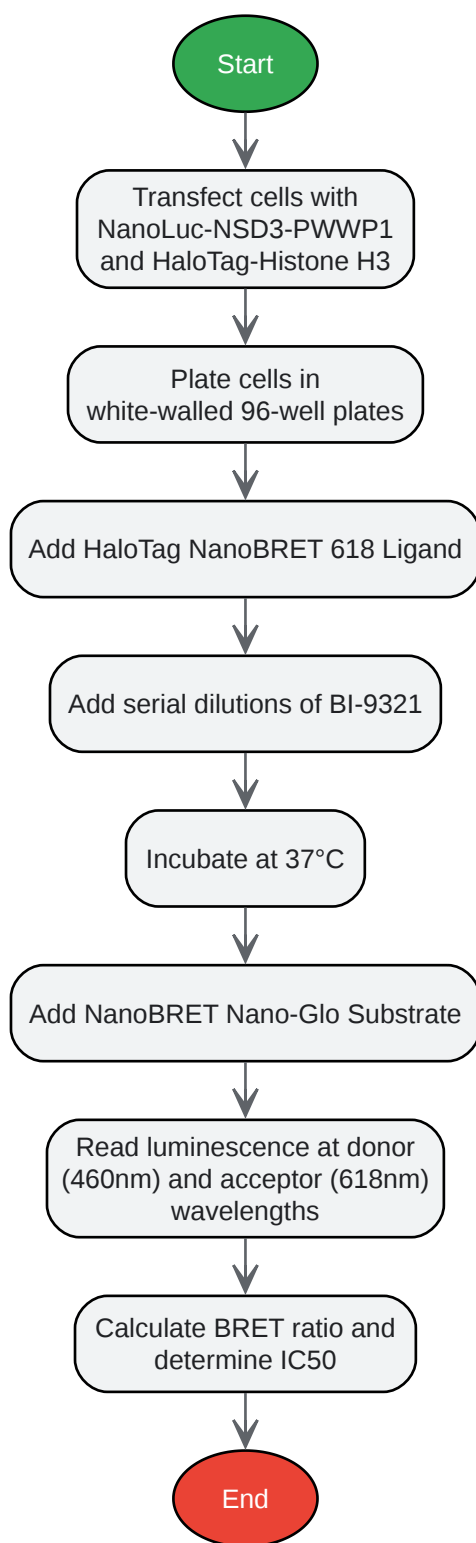 Start
Transfect cells with
NanoLuc-NSD3-PWWP1
and HaloTag-Histone H3
Plate cells in
white-walled 96-well plates
Add HaloTag NanoBRET 618 Ligand
Add serial dilutions of BI-9321
Incubate at 37°C
Add NanoBRET Nano-Glo Substrate
Read luminescence at donor
(460nm) and acceptor (618nm)
wavelengths
Calculate BRET ratio and
determine IC50
End